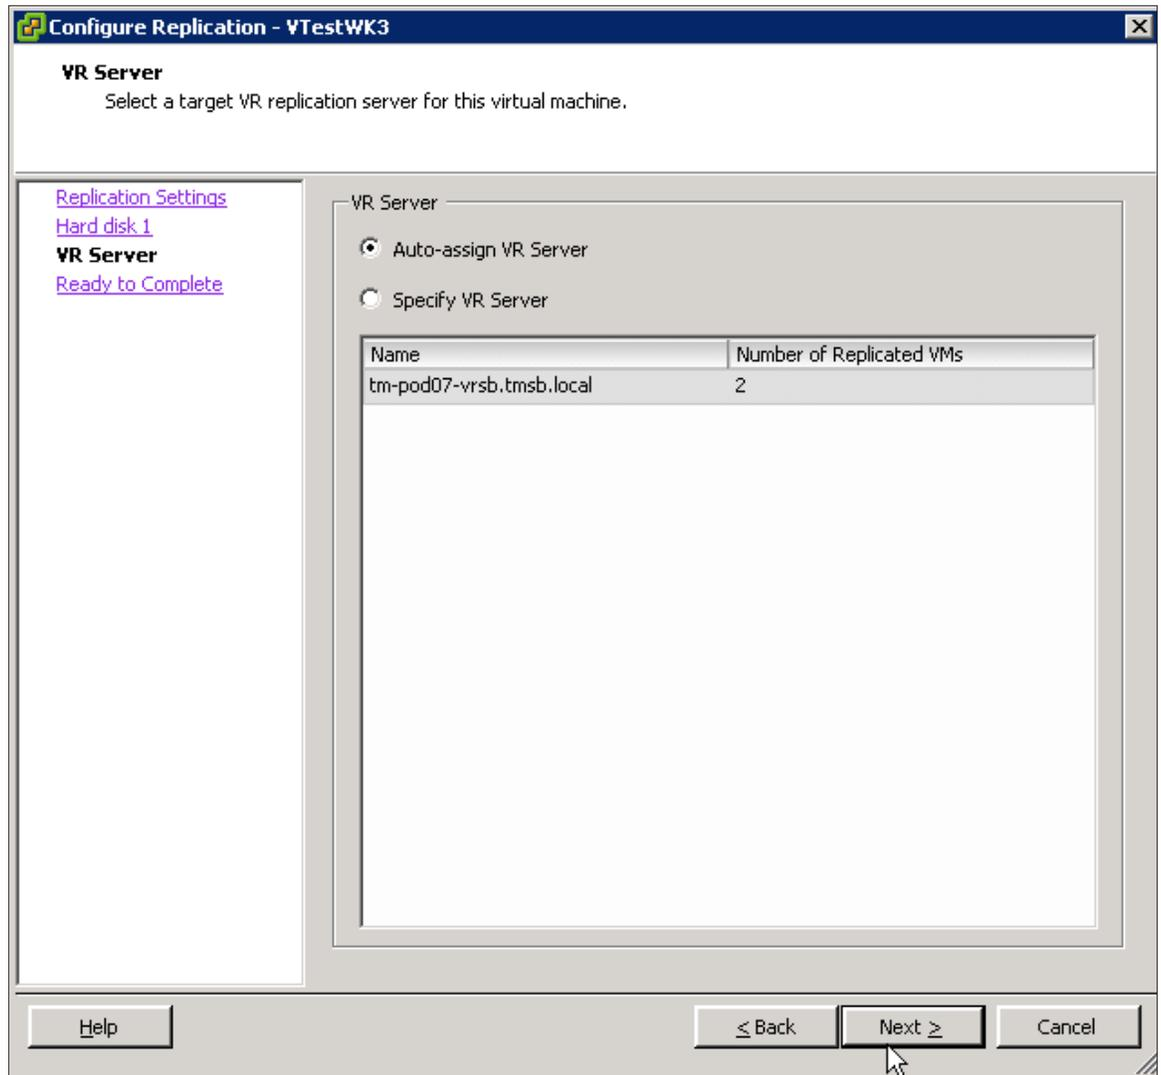 Configure Replication - VTestWK3
VR Server
Select a target VR replication server for this virtual machine.
Replication Settings
Hard disk 1
VR Server
Ready to Complete
VR Server
Auto-assign VR Server
Specify VR Server
Name Number of Replicated VMs
tm-pod07-vrsb.tmsb.local 2
Help < Back Next > Cancel